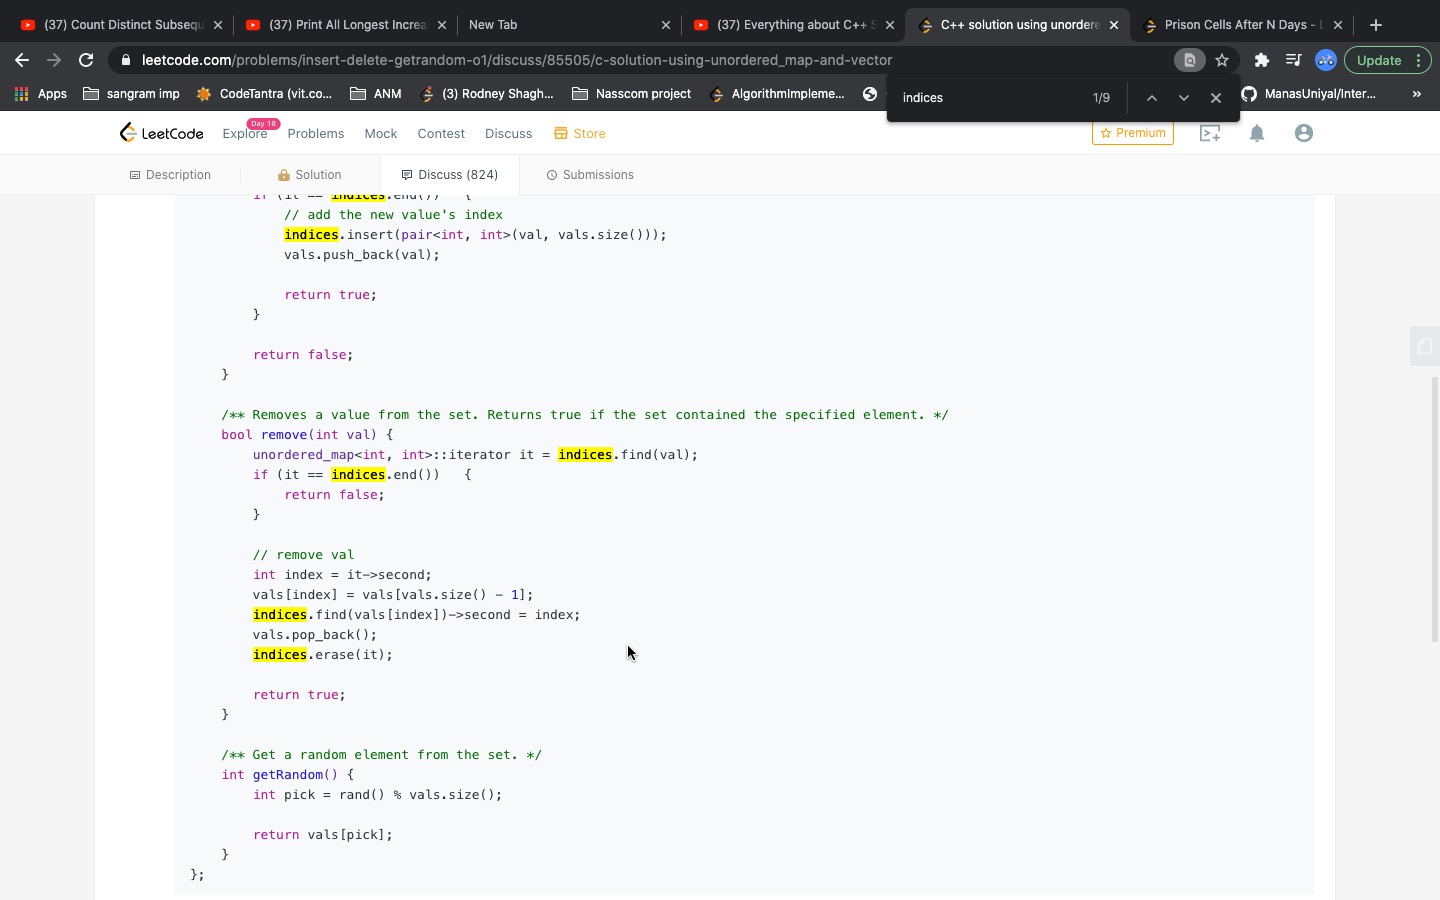 (37) Count Distinct Subsequ
(37) Print All Longest Increa
New Tab
(37) Everything about C++ S
C++ solution using unordere
Prison Cells After N Days - L
leetcode.com/problems/insert-delete-getrandom-o1/discuss/85505/c-solution-using-unordered_map-and-vector
Update
Apps
sangram imp
CodeTantra (vit.co...
ANM
(3) Rodney Shagh...
Nasscom project
AlgorithmImpleme...
ManasUniyal/Inter...
»
indices
1/9
LeetCode
Explore
Day 18
Problems
Mock
Contest
Discuss
Store
Premium
Description
Solution
Discuss (824)
Submissions
if (it == indices.end())   {
// add the new value's index
indices.insert(pair<int, int>(val, vals.size()));
vals.push_back(val);
return true;
}
return false;
}
/** Removes a value from the set. Returns true if the set contained the specified element. */
bool remove(int val) {
unordered_map<int, int>::iterator it = indices.find(val);
if (it == indices.end())   {
return false;
}
// remove val
int index = it->second;
vals[index] = vals[vals.size() - 1];
indices.find(vals[index])->second = index;
vals.pop_back();
indices.erase(it);
return true;
}
/** Get a random element from the set. */
int getRandom() {
int pick = rand() % vals.size();
return vals[pick];
}
};